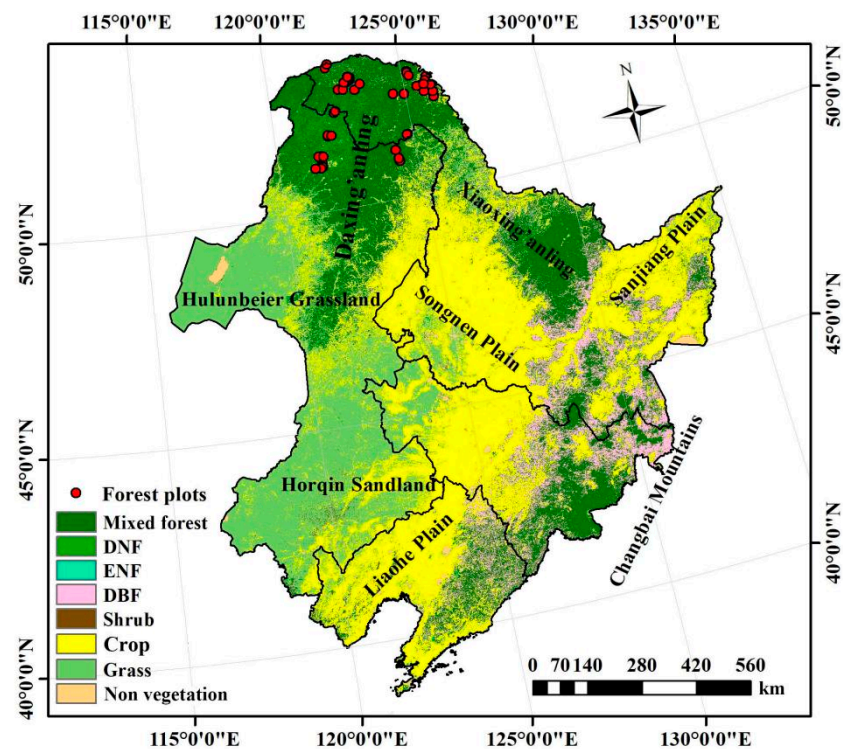 115°0'0"E 120°0'0"E 125°0'0"E 130°0'0"E 135°0'0"E
N
50°0'0"N
50°0'0"N
Daxing'anling
Xiaoxing'anling
Sanjiang Plain
Hulunbeier Grassland
Songnen Plain
45°0'0"N
45°0'0"N
Horqin Sandland
Changbai Mountains
Liaohe Plain
40°0'0"N
40°0'0"N
Forest plots
Mixed forest
DNF
ENF
DBF
Shrub
Crop
Grass
Non vegetation
0 70 140 280 420 560
km
115°0'0"E 120°0'0"E 125°0'0"E 130°0'0"E